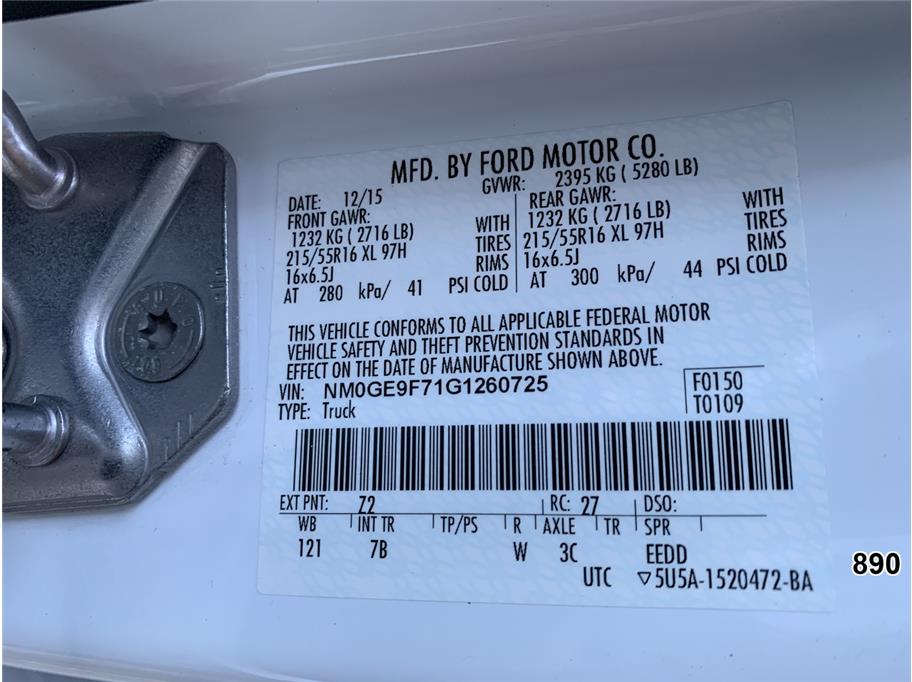 MFD. BY FORD MOTOR CO.
DATE: 12/15 GVWR: 2395 KG ( 5280 LB)
FRONT GAWR: WITH REAR GAWR: WITH
1232 KG ( 2716 LB) TIRES 1232 KG ( 2716 LB) TIRES
215/55R16 XL 97H RIMS 215/55R16 XL 97H RIMS
16x6.5J 16x6.5J
AT 280 kPa/ 41 PSI COLD AT 300 kPa/ 44 PSI COLD
THIS VEHICLE CONFORMS TO ALL APPLICABLE FEDERAL MOTOR
VEHICLE SAFETY AND THEFT PREVENTION STANDARDS IN
EFFECT ON THE DATE OF MANUFACTURE SHOWN ABOVE.
VIN: NM0GE9F71G1260725 F0150
TYPE: Truck T0109
EXT PNT: Z2 RC: 27 DSO:
WB INT TR TP/PS R AXLE TR SPR
121 7B W 3C EEDD
UTC ▽5U5A-1520472-BA
890